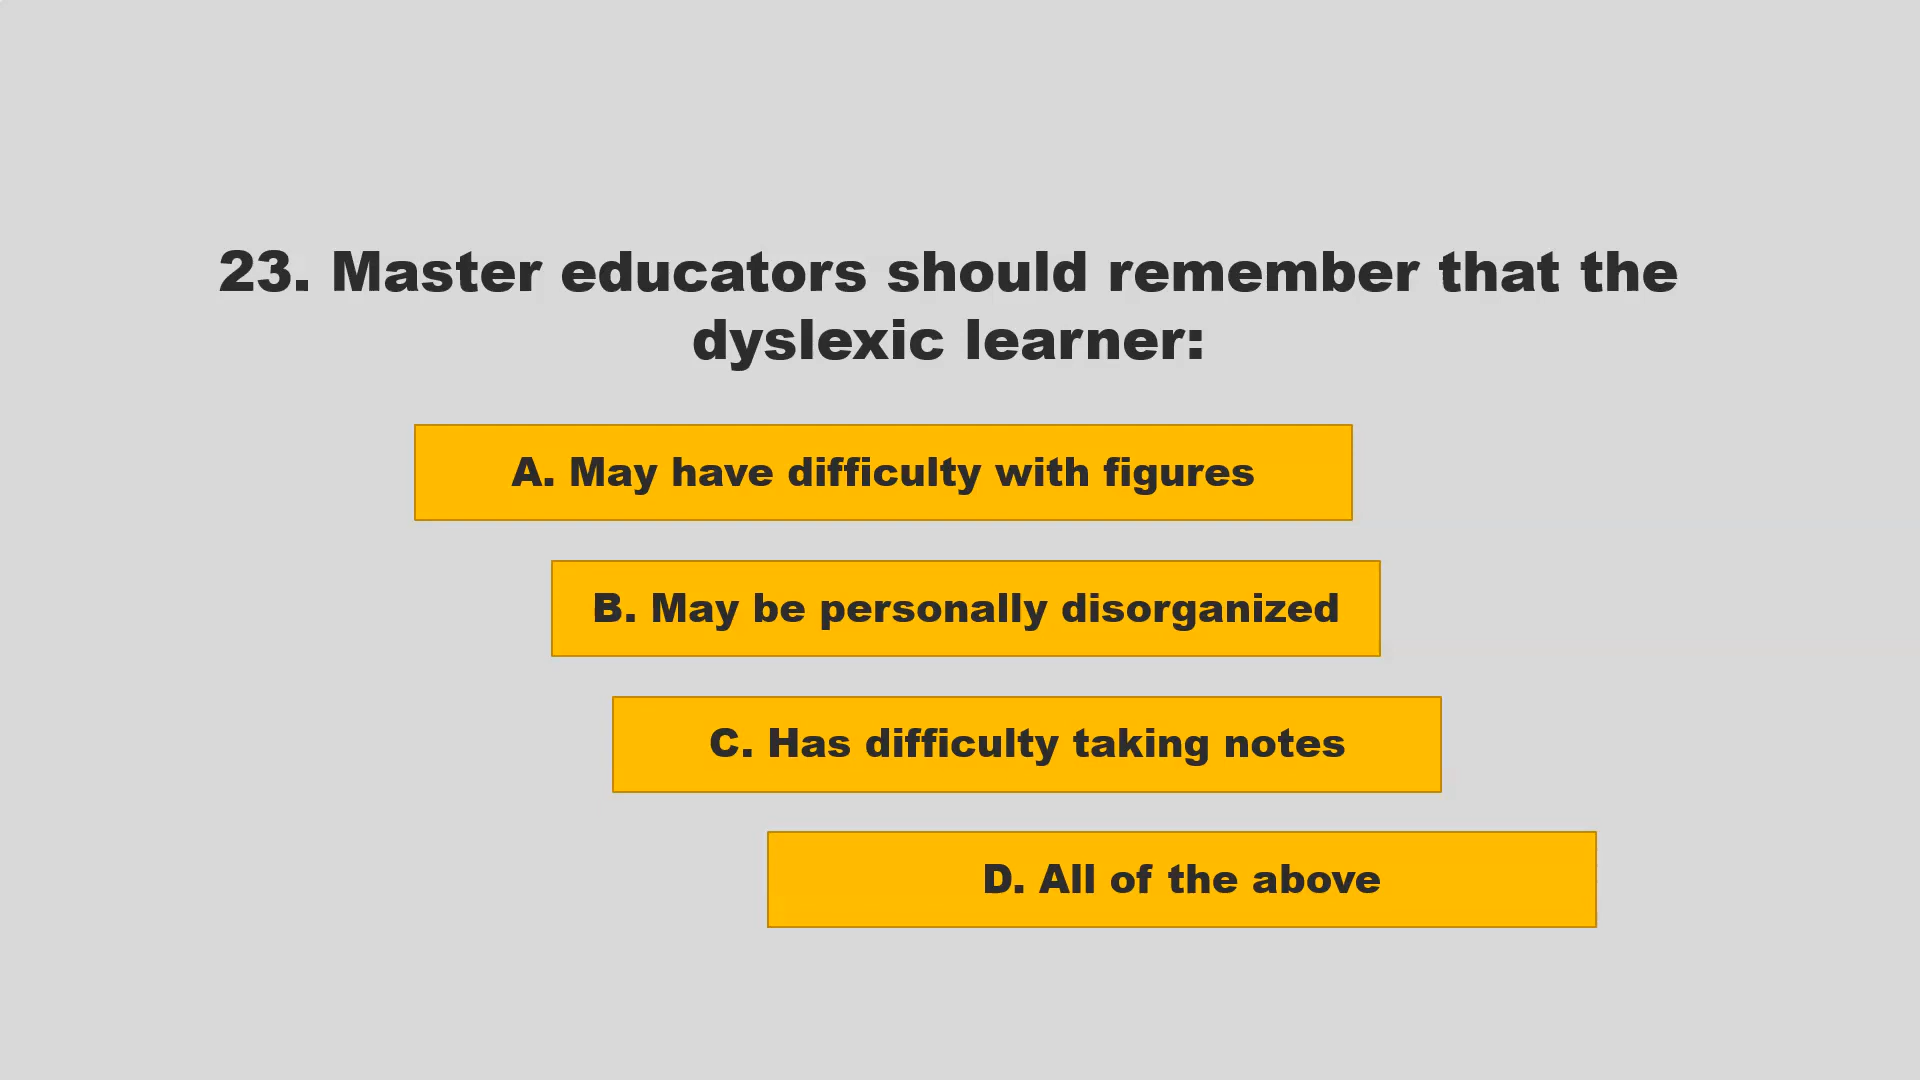 23. Master educators should remember that the
dyslexic learner:
A. May have difficulty with figures
B. May be personally disorganized
C. Has difficulty taking notes
D. All of the above